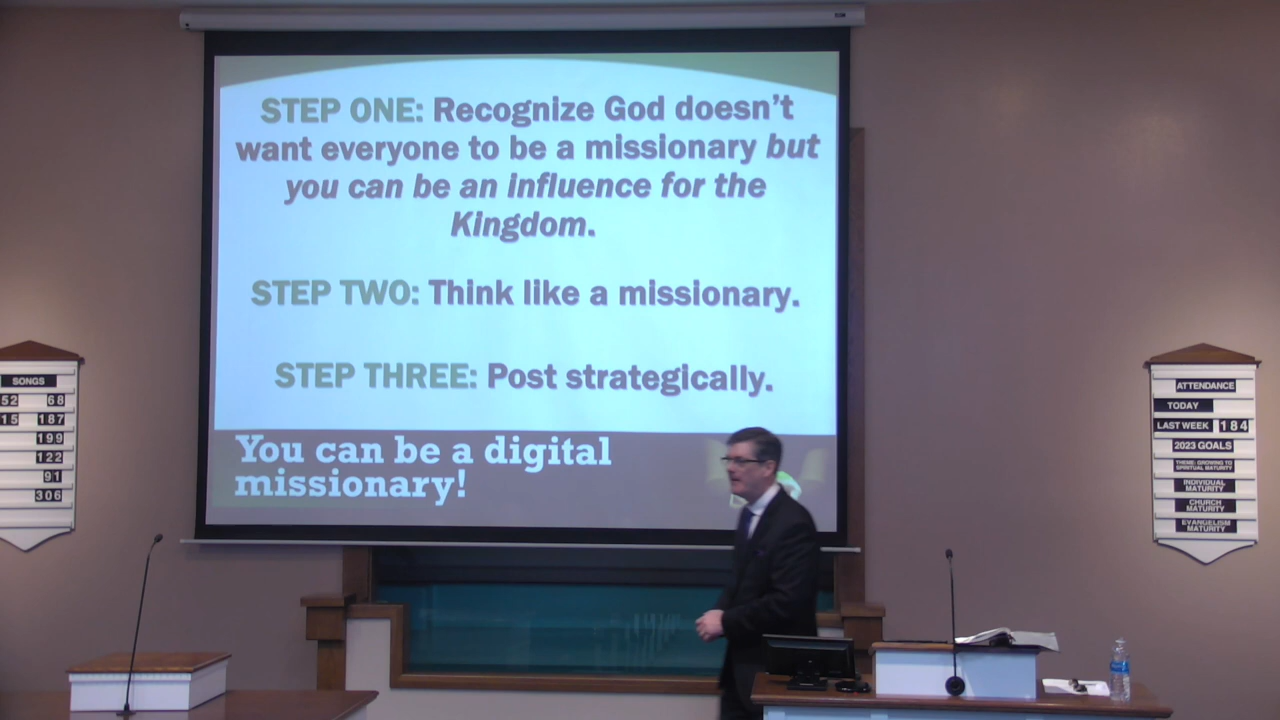 STEP ONE: Recognize God doesn't
want everyone to be a missionary but
you can be an influence for the
Kingdom.
STEP TWO: Think like a missionary.
STEP THREE: Post strategically.
You can be a digital
missionary!
SONGS
52 68
15 187
199
122
91
306
ATTENDANCE
TODAY
LAST WEEK 184
2023 GOALS
THEME: GROWING TO
SPIRITUAL MATURITY
INDIVIDUAL
MATURITY
CHURCH
MATURITY
EVANGELISM
MATURITY